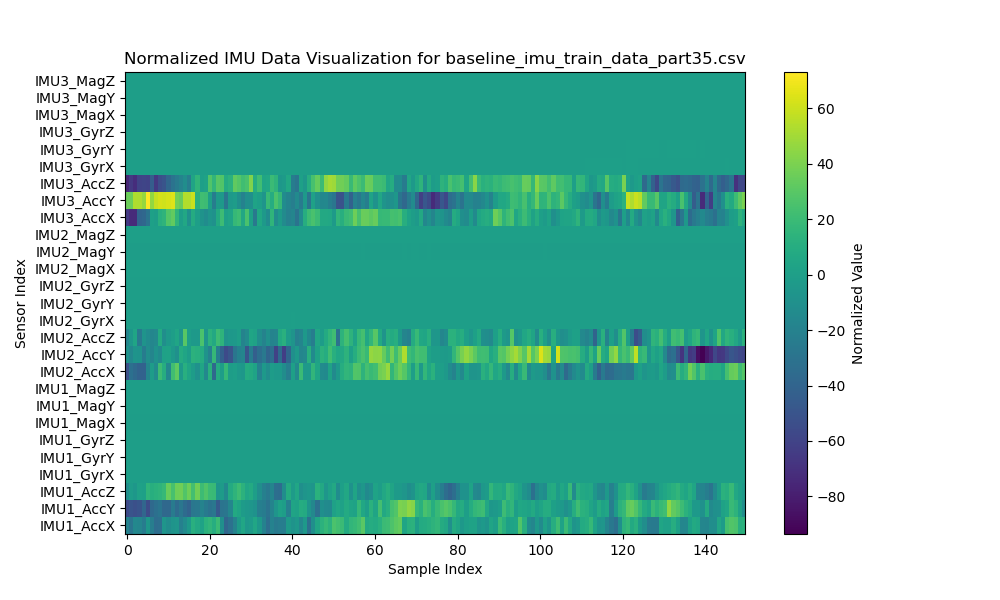 Normalized IMU Data Visualization for baseline_imu_train_data_part35.csv
IMU3_MagZ
IMU3_MagY
IMU3_MagX
IMU3_GyrZ
IMU3_GyrY
IMU3_GyrX
IMU3_AccZ
IMU3_AccY
IMU3_AccX
IMU2_MagZ
IMU2_MagY
IMU2_MagX
IMU2_GyrZ
IMU2_GyrY
IMU2_GyrX
IMU2_AccZ
IMU2_AccY
IMU2_AccX
IMU1_MagZ
IMU1_MagY
IMU1_MagX
IMU1_GyrZ
IMU1_GyrY
IMU1_GyrX
IMU1_AccZ
IMU1_AccY
IMU1_AccX
Sensor Index
0 20 40 60 80 100 120 140
Sample Index
60
40
20
0
−20
−40
−60
−80
Normalized Value